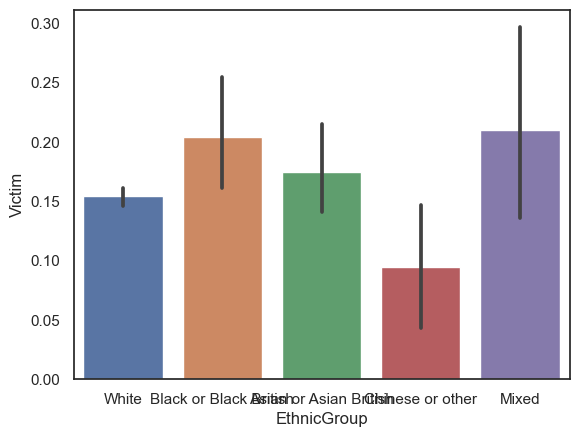 0.30
0.25
0.20
0.15
0.10
0.05
0.00
Victim
White Black or Black British Asian or Asian British Chinese or other Mixed
EthnicGroup